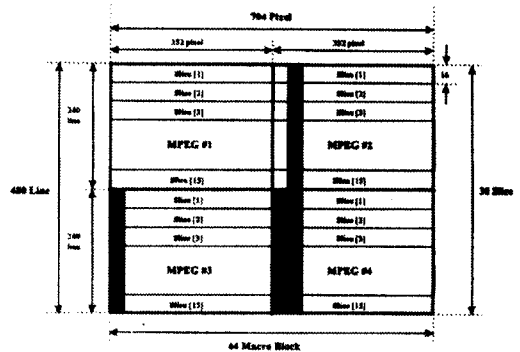 704 Pixel
352 pixel
352 pixel
Slice [1]
Slice [1]
16
Slice [2]
Slice [2]
240
line
Slice [3]
Slice [3]
MPEG #1
MPEG #2
Slice [15]
Slice [15]
480 Line
30 Slice
Slice [1]
Slice [1]
Slice [2]
Slice [2]
240
line
Slice [3]
Slice [3]
MPEG #3
MPEG #4
Slice [15]
Slice [15]
44 Macro Block